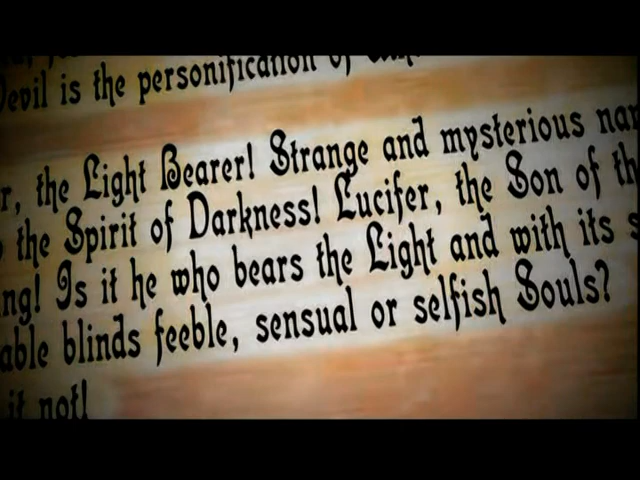 Devil is the personification of
r, the Light Bearer! Strange and mysterious nam
the Spirit of Darkness! Lucifer, the Son of th
ng! Is it he who bears the Light and with its s
able blinds feeble, sensual or selfish Souls?
it not!